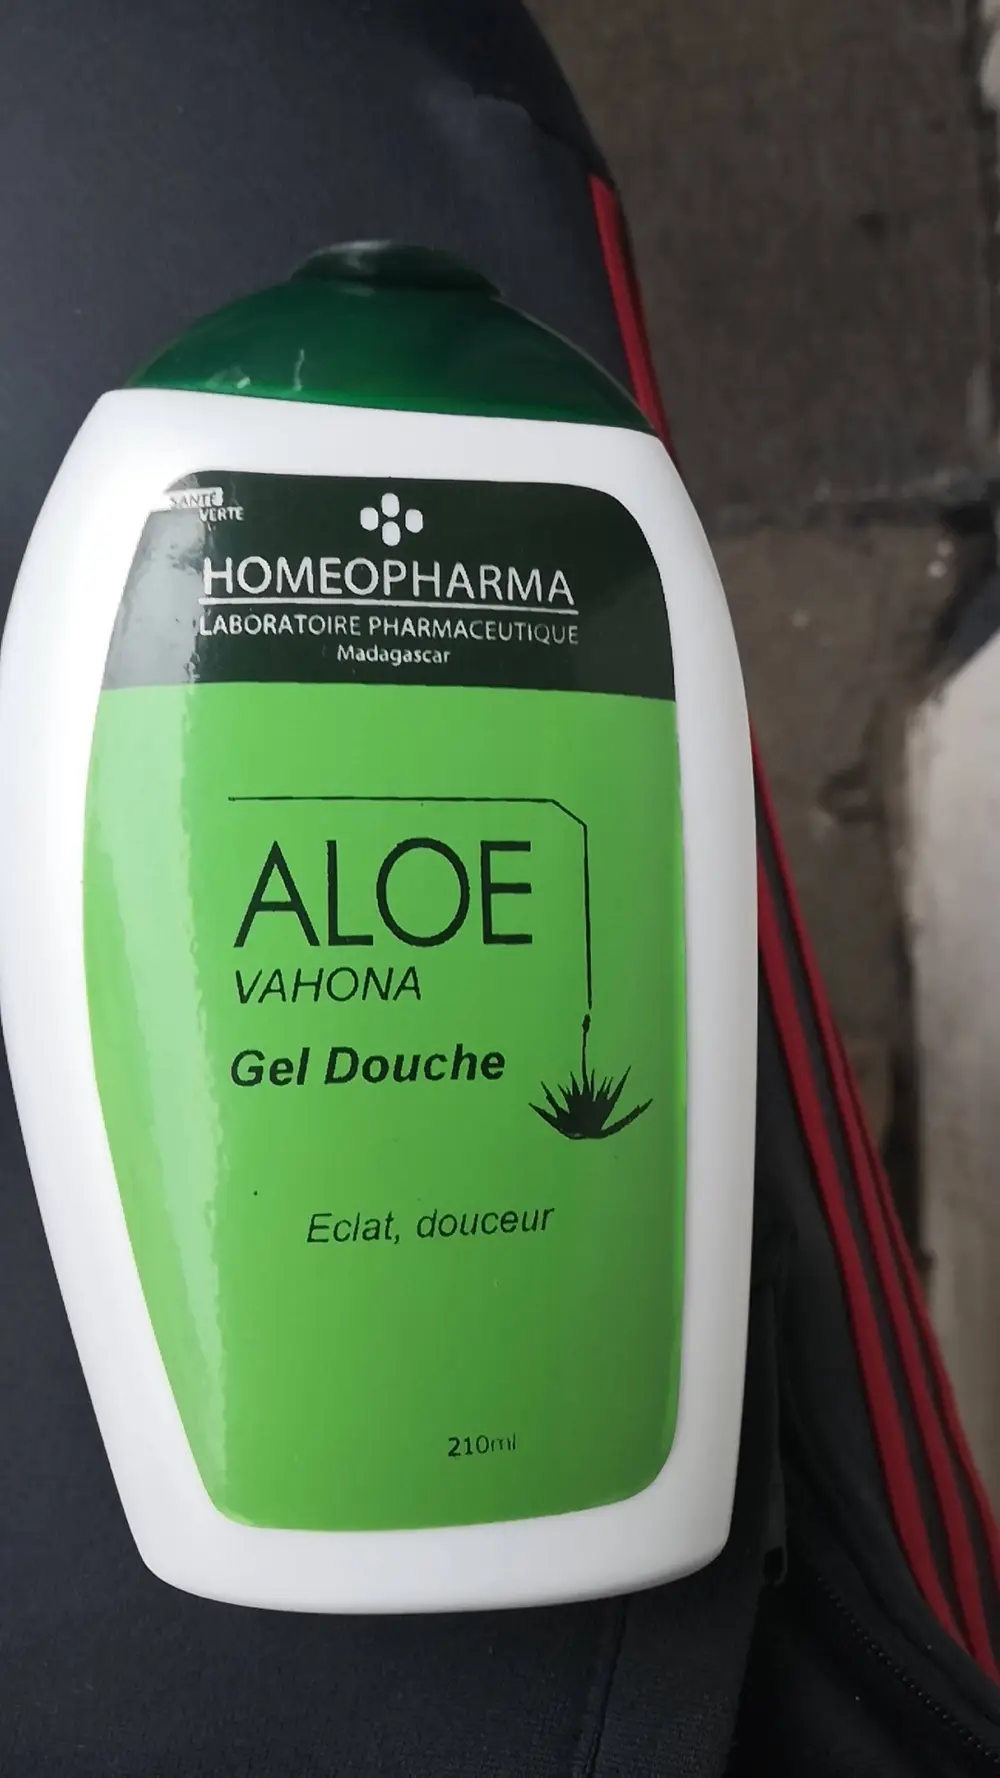 SANTÉ
VERTE
HOMEOPHARMA
LABORATOIRE PHARMACEUTIQUE
Madagascar
ALOE
VAHONA
Gel Douche
Eclat, douceur
210ml